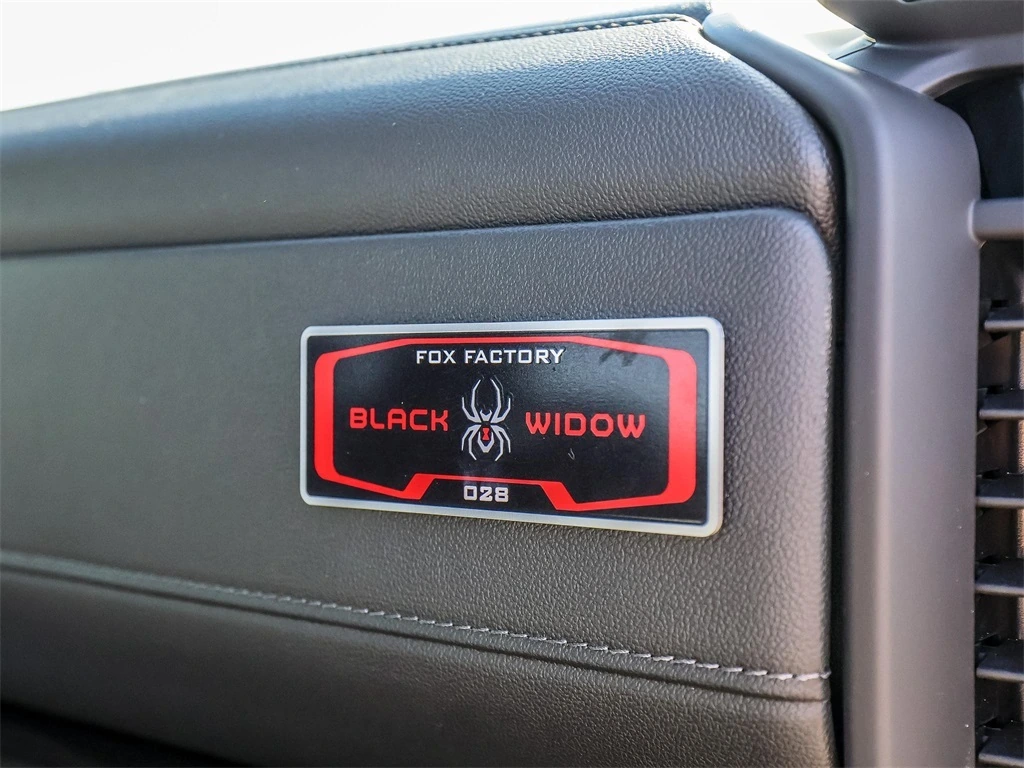 FOX FACTORY
BLACK WIDOW
028